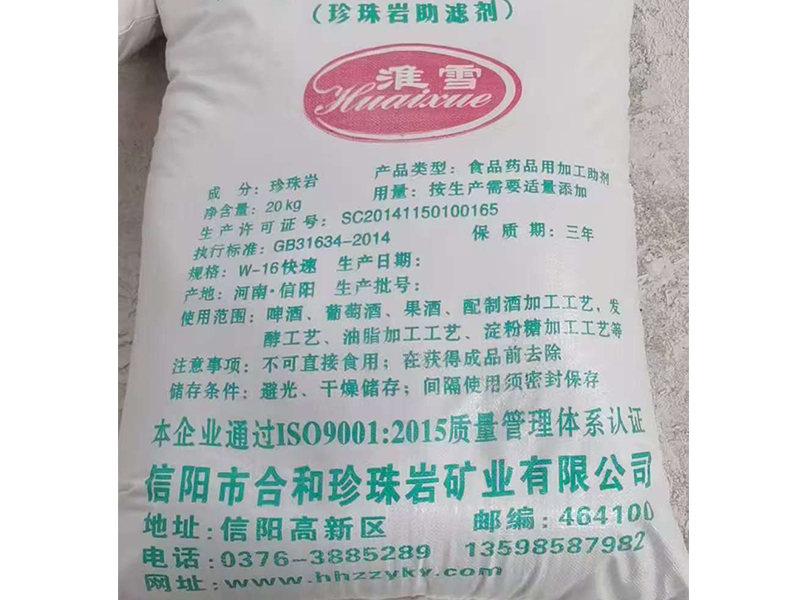 (珍珠岩助滤剂)
淮雪
Huaixue
成 分：珍珠岩 产品类型：食品药品用加工助剂
净含量：20kg 用量：按生产需要适量添加
生产许可证号：SC20141150100165
执行标准：GB31634-2014 保质期：三年
规格：W-16快速 生产日期：
产地：河南·信阳 生产批号：
使用范围：啤酒、葡萄酒、果酒、配制酒加工工艺，发
酵工艺、油脂加工工艺、淀粉糖加工工艺等
注意事项：不可直接食用；在获得成品前去除
储存条件：避光、干燥储存；间隔使用须密封保存
本企业通过ISO9001:2015质量管理体系认证
信阳市合和珍珠岩矿业有限公司
地址：信阳高新区 邮编：464100
电话：0376-3885289 13598587982
网址：www.hhzzyky.com